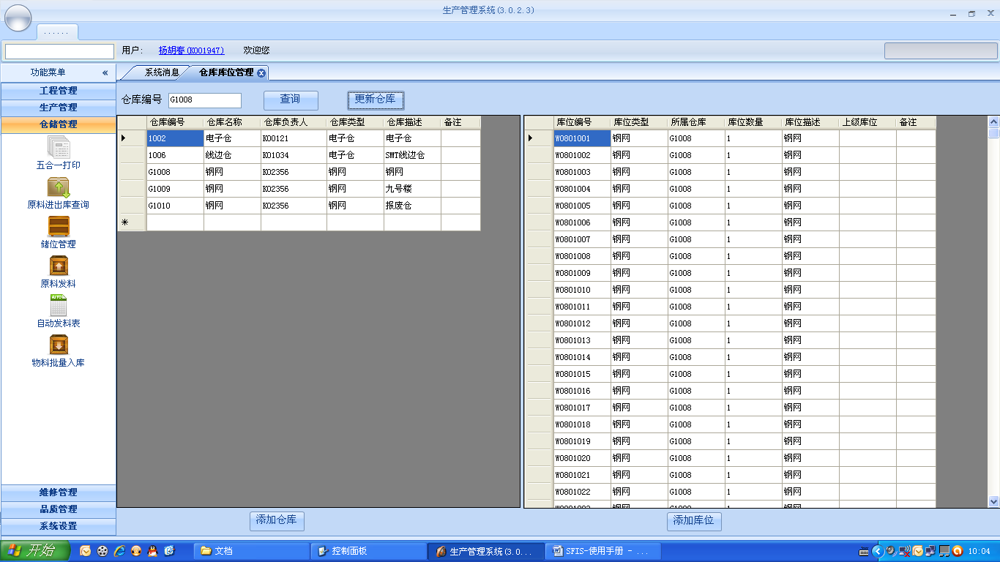 生产管理系统(3.0.2.3)
......
用户: 杨胡春(K001947) 欢迎您
功能菜单 «
系统消息 仓库库位管理
工程管理
生产管理
仓储管理
五合一打印
原料进出库查询
储位管理
原料发料
AUTO
自动发料表
物料批量入库
维修管理
品质管理
系统设置
仓库编号 G1008 查询 更新仓库
仓库编号 仓库名称 仓库负责人 仓库类型 仓库描述 备注
1002 电子仓 K00121 电子仓 电子仓
1006 线边仓 K01034 电子仓 SMT线边仓
G1008 钢网 K02356 钢网 钢网
G1009 钢网 K02356 钢网 九号楼
G1010 钢网 K02356 钢网 报废仓
*
添加仓库
库位编号 库位类型 所属仓库 库位数量 库位描述 上级库位 备注
W0801001 钢网 G1008 1 钢网
W0801002 钢网 G1008 1 钢网
W0801003 钢网 G1008 1 钢网
W0801004 钢网 G1008 1 钢网
W0801005 钢网 G1008 1 钢网
W0801006 钢网 G1008 1 钢网
W0801007 钢网 G1008 1 钢网
W0801008 钢网 G1008 1 钢网
W0801009 钢网 G1008 1 钢网
W0801010 钢网 G1008 1 钢网
W0801011 钢网 G1008 1 钢网
W0801012 钢网 G1008 1 钢网
W0801013 钢网 G1008 1 钢网
W0801014 钢网 G1008 1 钢网
W0801015 钢网 G1008 1 钢网
W0801016 钢网 G1008 1 钢网
W0801017 钢网 G1008 1 钢网
W0801018 钢网 G1008 1 钢网
W0801019 钢网 G1008 1 钢网
W0801020 钢网 G1008 1 钢网
W0801021 钢网 G1008 1 钢网
W0801022 钢网 G1008 1 钢网
添加库位
开始 文档 控制面板 生产管理系统(3.0... SFIS-使用手册 - ... 10:04